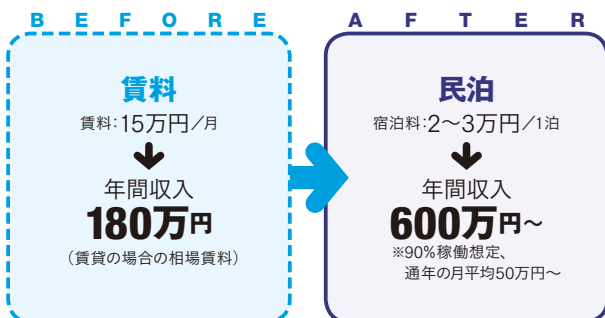 BEFORE
賃料
賃料:15万円/月
年間収入
180万円
(賃貸の場合の相場賃料)
AFTER
民泊
宿泊料:2〜3万円/1泊
年間収入
600万円〜
※90%稼働想定、
通年の月平均50万円〜